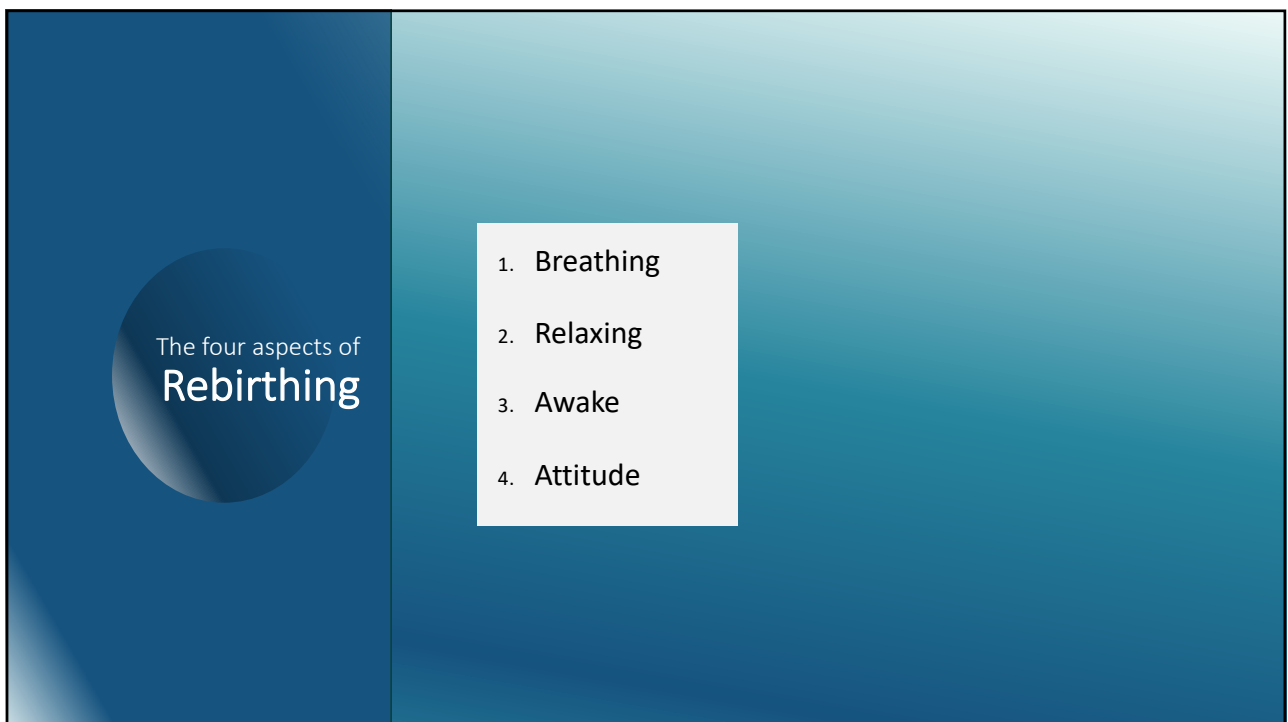 The four aspects of
Rebirthing
1. Breathing
2. Relaxing
3. Awake
4. Attitude